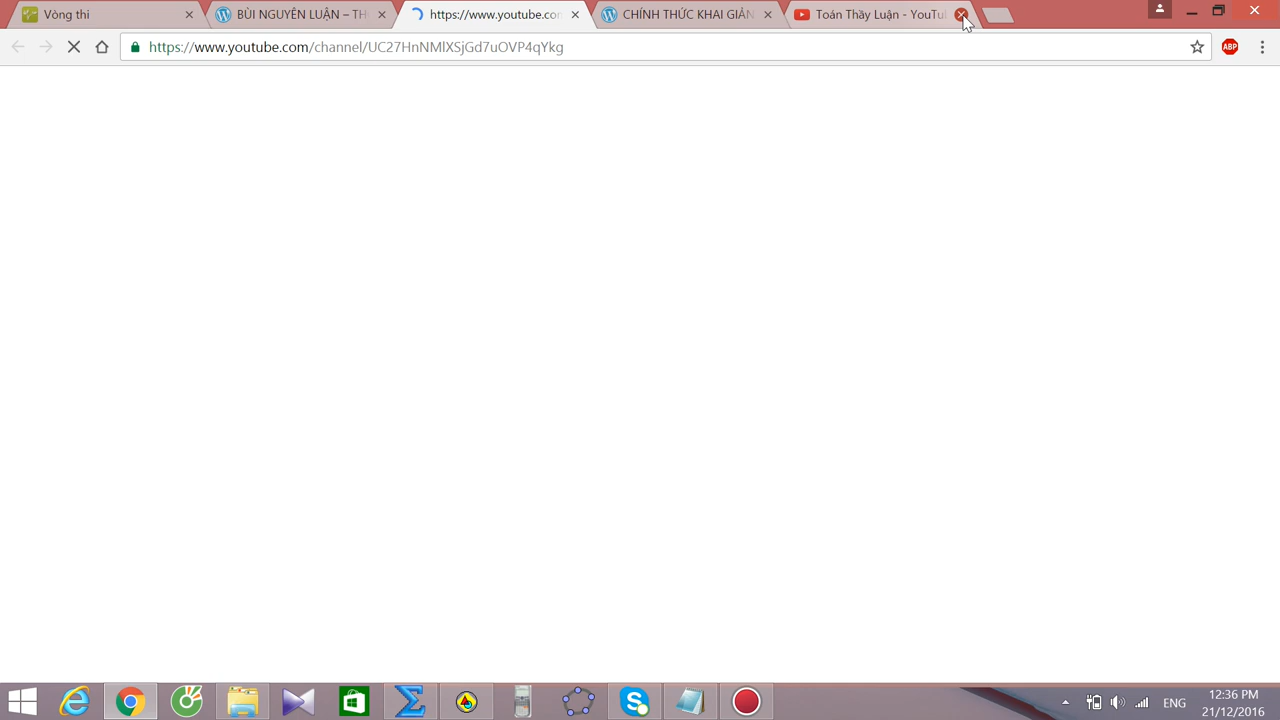 Vòng thi
BÙI NGUYÊN LUẬN – TH
https://www.youtube.co
CHÍNH THỨC KHAI GIẢN
Toán Thầy Luận - YouTu
https://www.youtube.com/channel/UC27HnNMlXSjGd7uOVP4qYkg
ABP
ENG
12:36 PM
21/12/2016